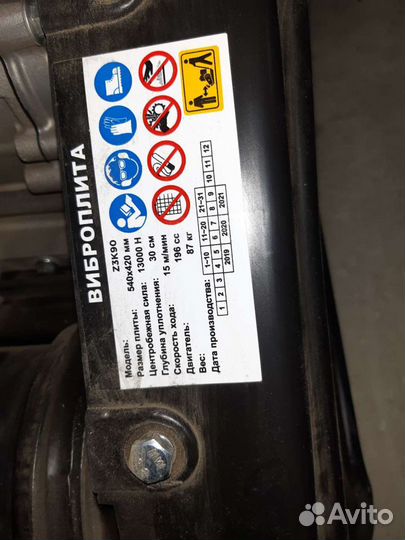 ВИБРОПЛИТА
Модель: Z3K90
Размер плиты: 540x420 мм
Центробежная сила: 13000 Н
Глубина уплотнения: 30 см
Скорость хода: 15 м/мин
Двигатель: 196 cc
Вес: 87 кг
Дата производства: 1–10 11–20 21–31
1 2 3 4 5 6 7 8 9 10 11 12
2019 2020 2021
Avito